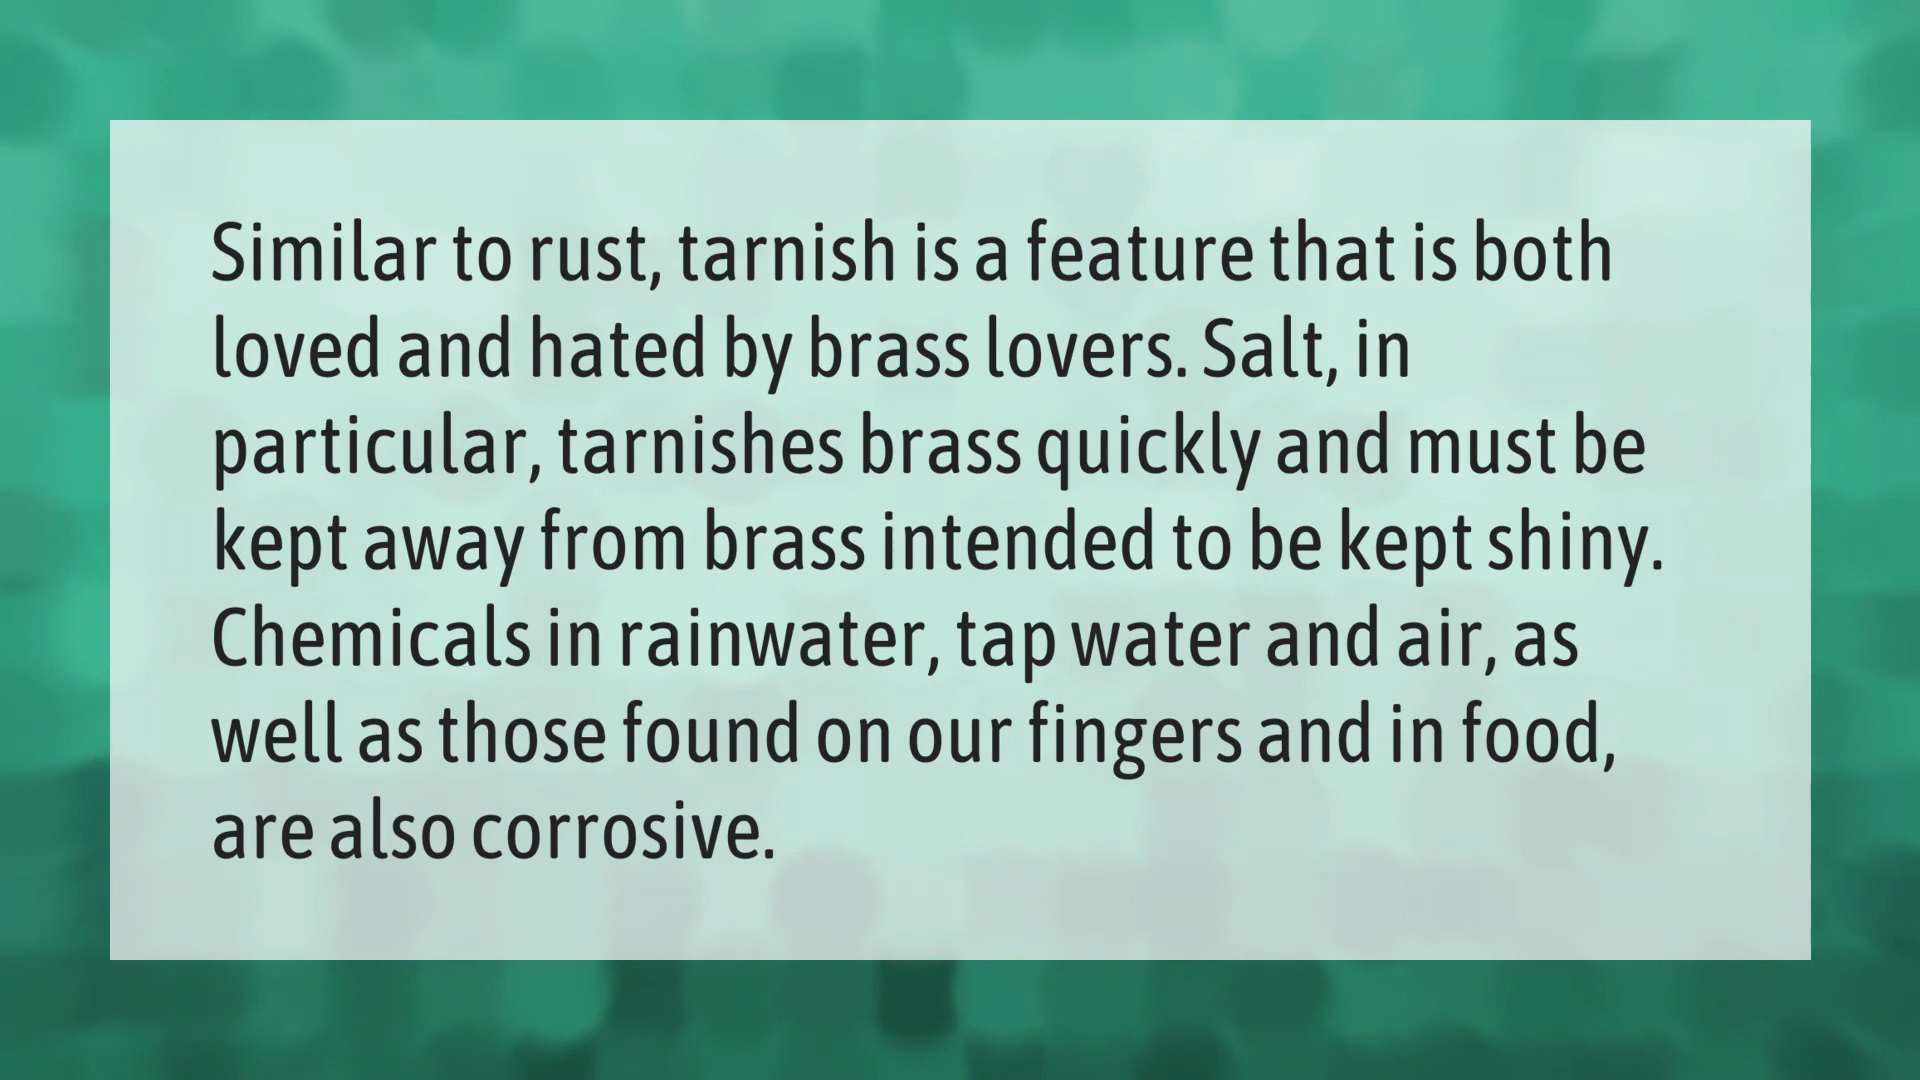 Similar to rust, tarnish is a feature that is both
loved and hated by brass lovers. Salt, in
particular, tarnishes brass quickly and must be
kept away from brass intended to be kept shiny.
Chemicals in rainwater, tap water and air, as
well as those found on our fingers and in food,
are also corrosive.